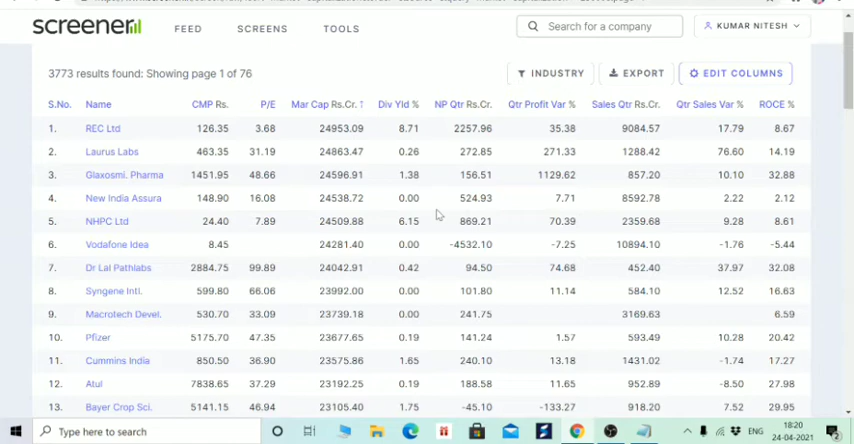 screener
FEED
SCREENS
TOOLS
Search for a company
KUMAR NITESH
3773 results found: Showing page 1 of 76
INDUSTRY
EXPORT
EDIT COLUMNS
S.No. Name CMP Rs. P/E Mar Cap Rs.Cr. ↑ Div Yld % NP Qtr Rs.Cr. Qtr Profit Var % Sales Qtr Rs.Cr. Qtr Sales Var % ROCE %
1. REC Ltd 126.35 3.68 24953.09 8.71 2257.96 35.38 9084.57 17.79 8.67
2. Laurus Labs 463.35 31.19 24863.47 0.26 272.85 271.33 1288.42 76.60 14.19
3. Glaxosmi. Pharma 1451.95 48.66 24596.91 1.38 156.51 1129.62 857.20 10.10 32.88
4. New India Assura 148.90 16.08 24538.72 0.00 524.93 7.71 8592.78 2.22 2.12
5. NHPC Ltd 24.40 7.89 24509.88 6.15 869.21 70.39 2359.68 9.28 8.61
6. Vodafone Idea 8.45 24281.40 0.00 -4532.10 -7.25 10894.10 -1.76 -5.44
7. Dr Lal Pathlabs 2884.75 99.89 24042.91 0.42 94.50 74.68 452.40 37.97 32.08
8. Syngene Intl. 599.80 66.06 23992.00 0.00 101.80 11.14 584.10 12.52 16.63
9. Macrotech Devel. 530.70 33.09 23739.18 0.00 241.75 3169.63 6.59
10. Pfizer 5175.70 47.35 23677.65 0.19 141.24 1.57 593.49 10.28 20.42
11. Cummins India 850.50 36.90 23575.86 1.65 240.10 13.18 1431.02 -1.74 17.27
12. Atul 7838.65 37.29 23192.25 0.19 188.58 11.65 952.89 -8.50 27.98
13. Bayer Crop Sci. 5141.15 46.94 23105.40 1.75 -45.10 -133.27 918.20 7.52 29.95
Type here to search
ENG
18:20
24-04-2021
2